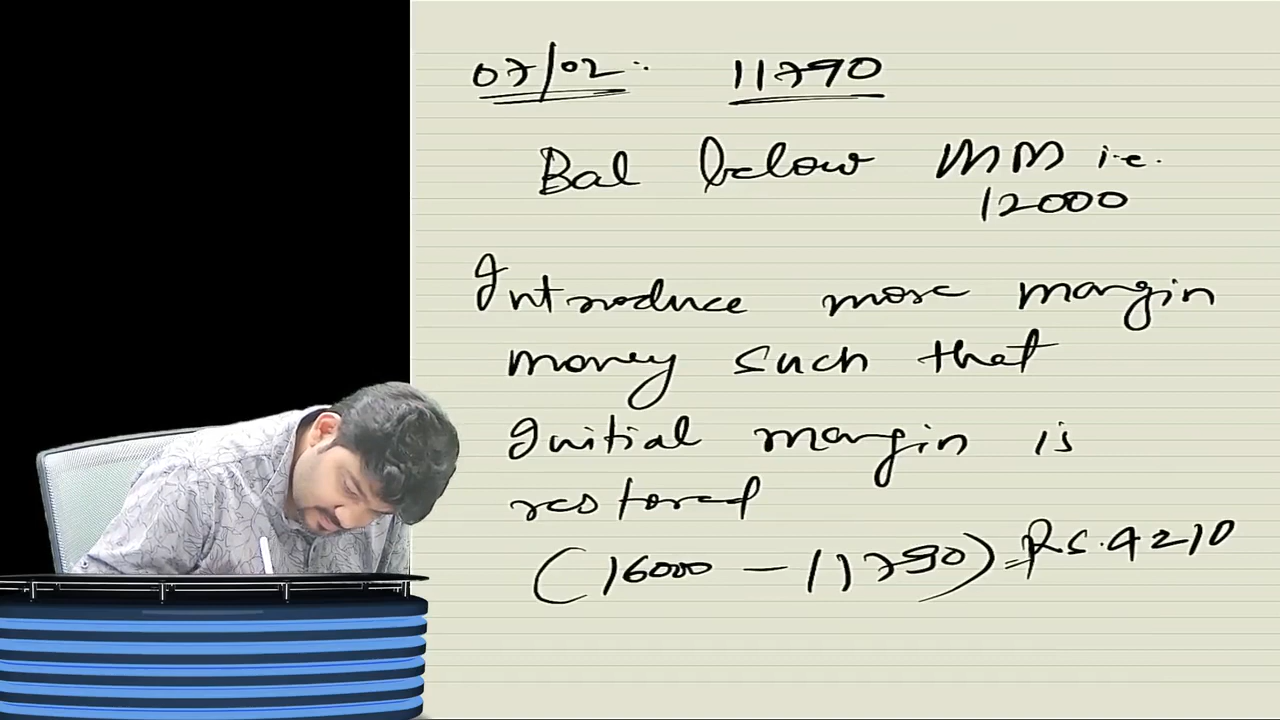 07/02:- 11790
Bal below MM i.e.
12000
Introduce more margin
money such that
Initial margin is
restored
(16000 - 11790) = Rs. 4210